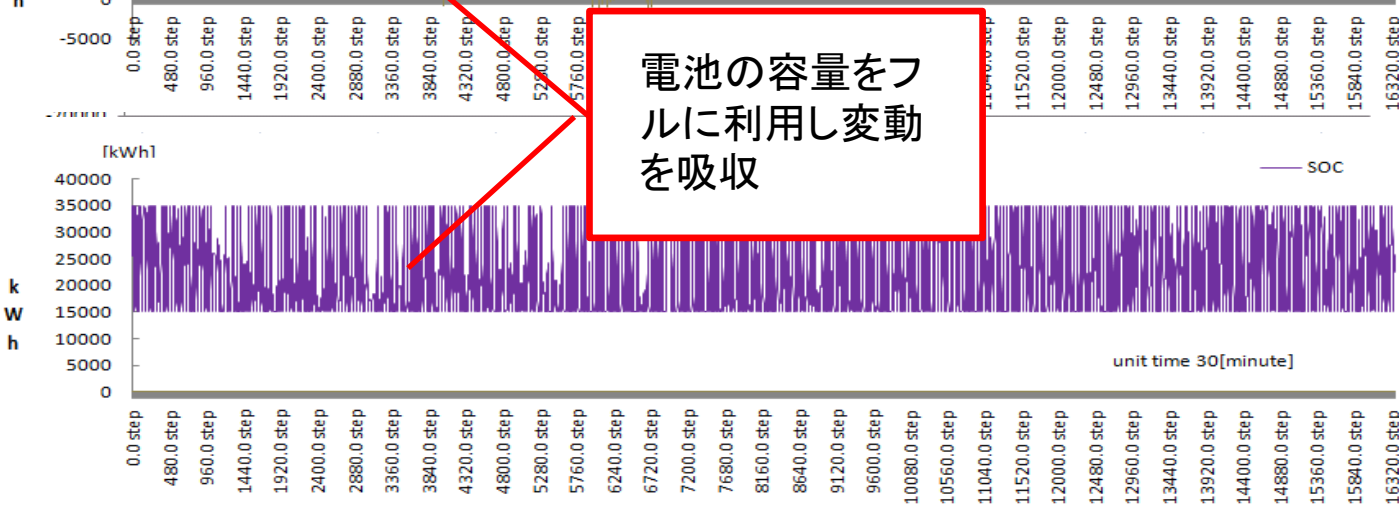 h
0
-5000
0.0 step
480.0 step
960.0 step
1440.0 step
1920.0 step
2400.0 step
2880.0 step
3360.0 step
3840.0 step
4320.0 step
4800.0 step
5280.0 step
5760.0 step
11040.0 step
11520.0 step
12000.0 step
12480.0 step
12960.0 step
13440.0 step
13920.0 step
14400.0 step
14880.0 step
15360.0 step
15840.0 step
16320.0 step
電池の容量をフ
ルに利用し変動
を吸収
-20000
[kWh]
SOC
40000
35000
30000
25000
20000
15000
10000
5000
0
k
W
h
unit time 30[minute]
0.0 step
480.0 step
960.0 step
1440.0 step
1920.0 step
2400.0 step
2880.0 step
3360.0 step
3840.0 step
4320.0 step
4800.0 step
5280.0 step
5760.0 step
6240.0 step
6720.0 step
7200.0 step
7680.0 step
8160.0 step
8640.0 step
9120.0 step
9600.0 step
10080.0 step
10560.0 step
11040.0 step
11520.0 step
12000.0 step
12480.0 step
12960.0 step
13440.0 step
13920.0 step
14400.0 step
14880.0 step
15360.0 step
15840.0 step
16320.0 step